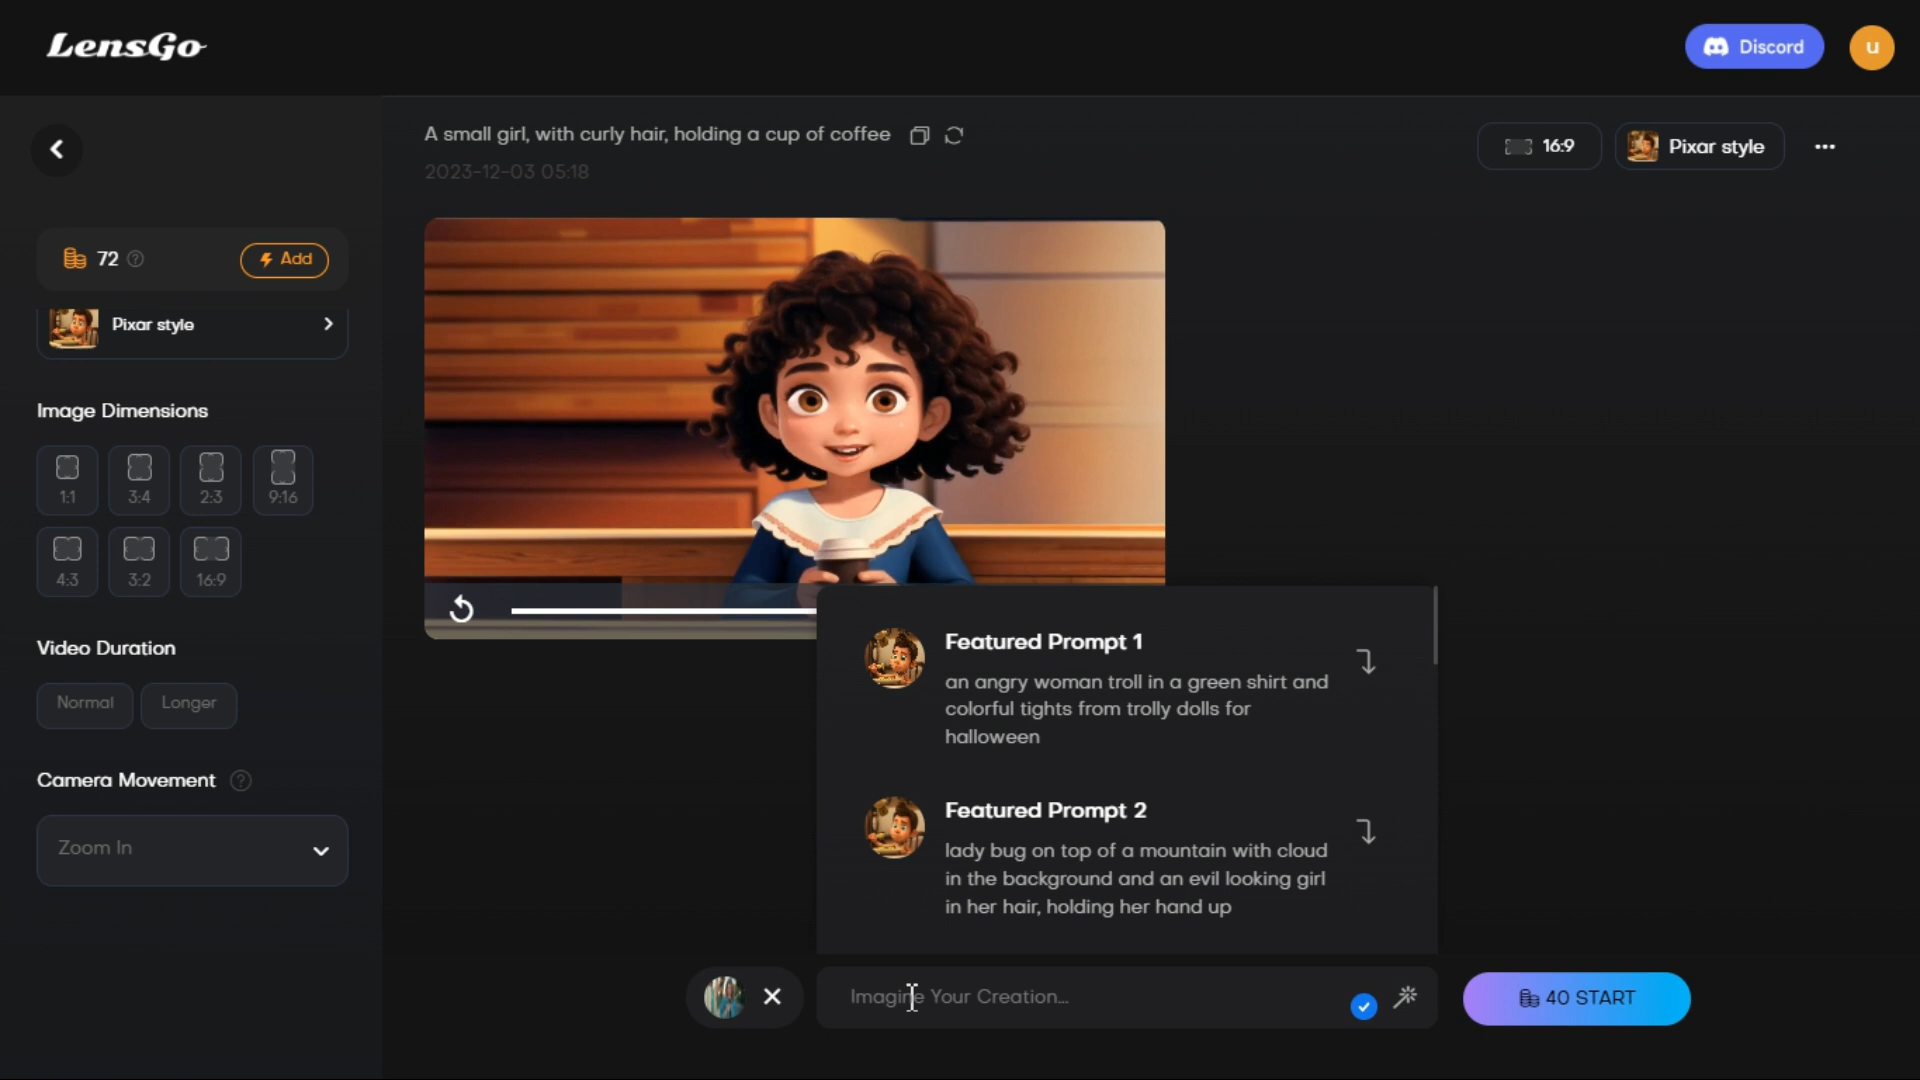 LensGo
Discord
u
A small girl, with curly hair, holding a cup of coffee
2023-12-03 05:18
16:9
Pixar style
72
Add
Pixar style
Image Dimensions
1:1
3:4
2:3
9:16
4:3
3:2
16:9
Video Duration
Normal
Longer
Camera Movement
Zoom In
Featured Prompt 1
an angry woman troll in a green shirt and
colorful tights from trolly dolls for
halloween
Featured Prompt 2
lady bug on top of a mountain with cloud
in the background and an evil looking girl
in her hair, holding her hand up
Imagine Your Creation...
40 START